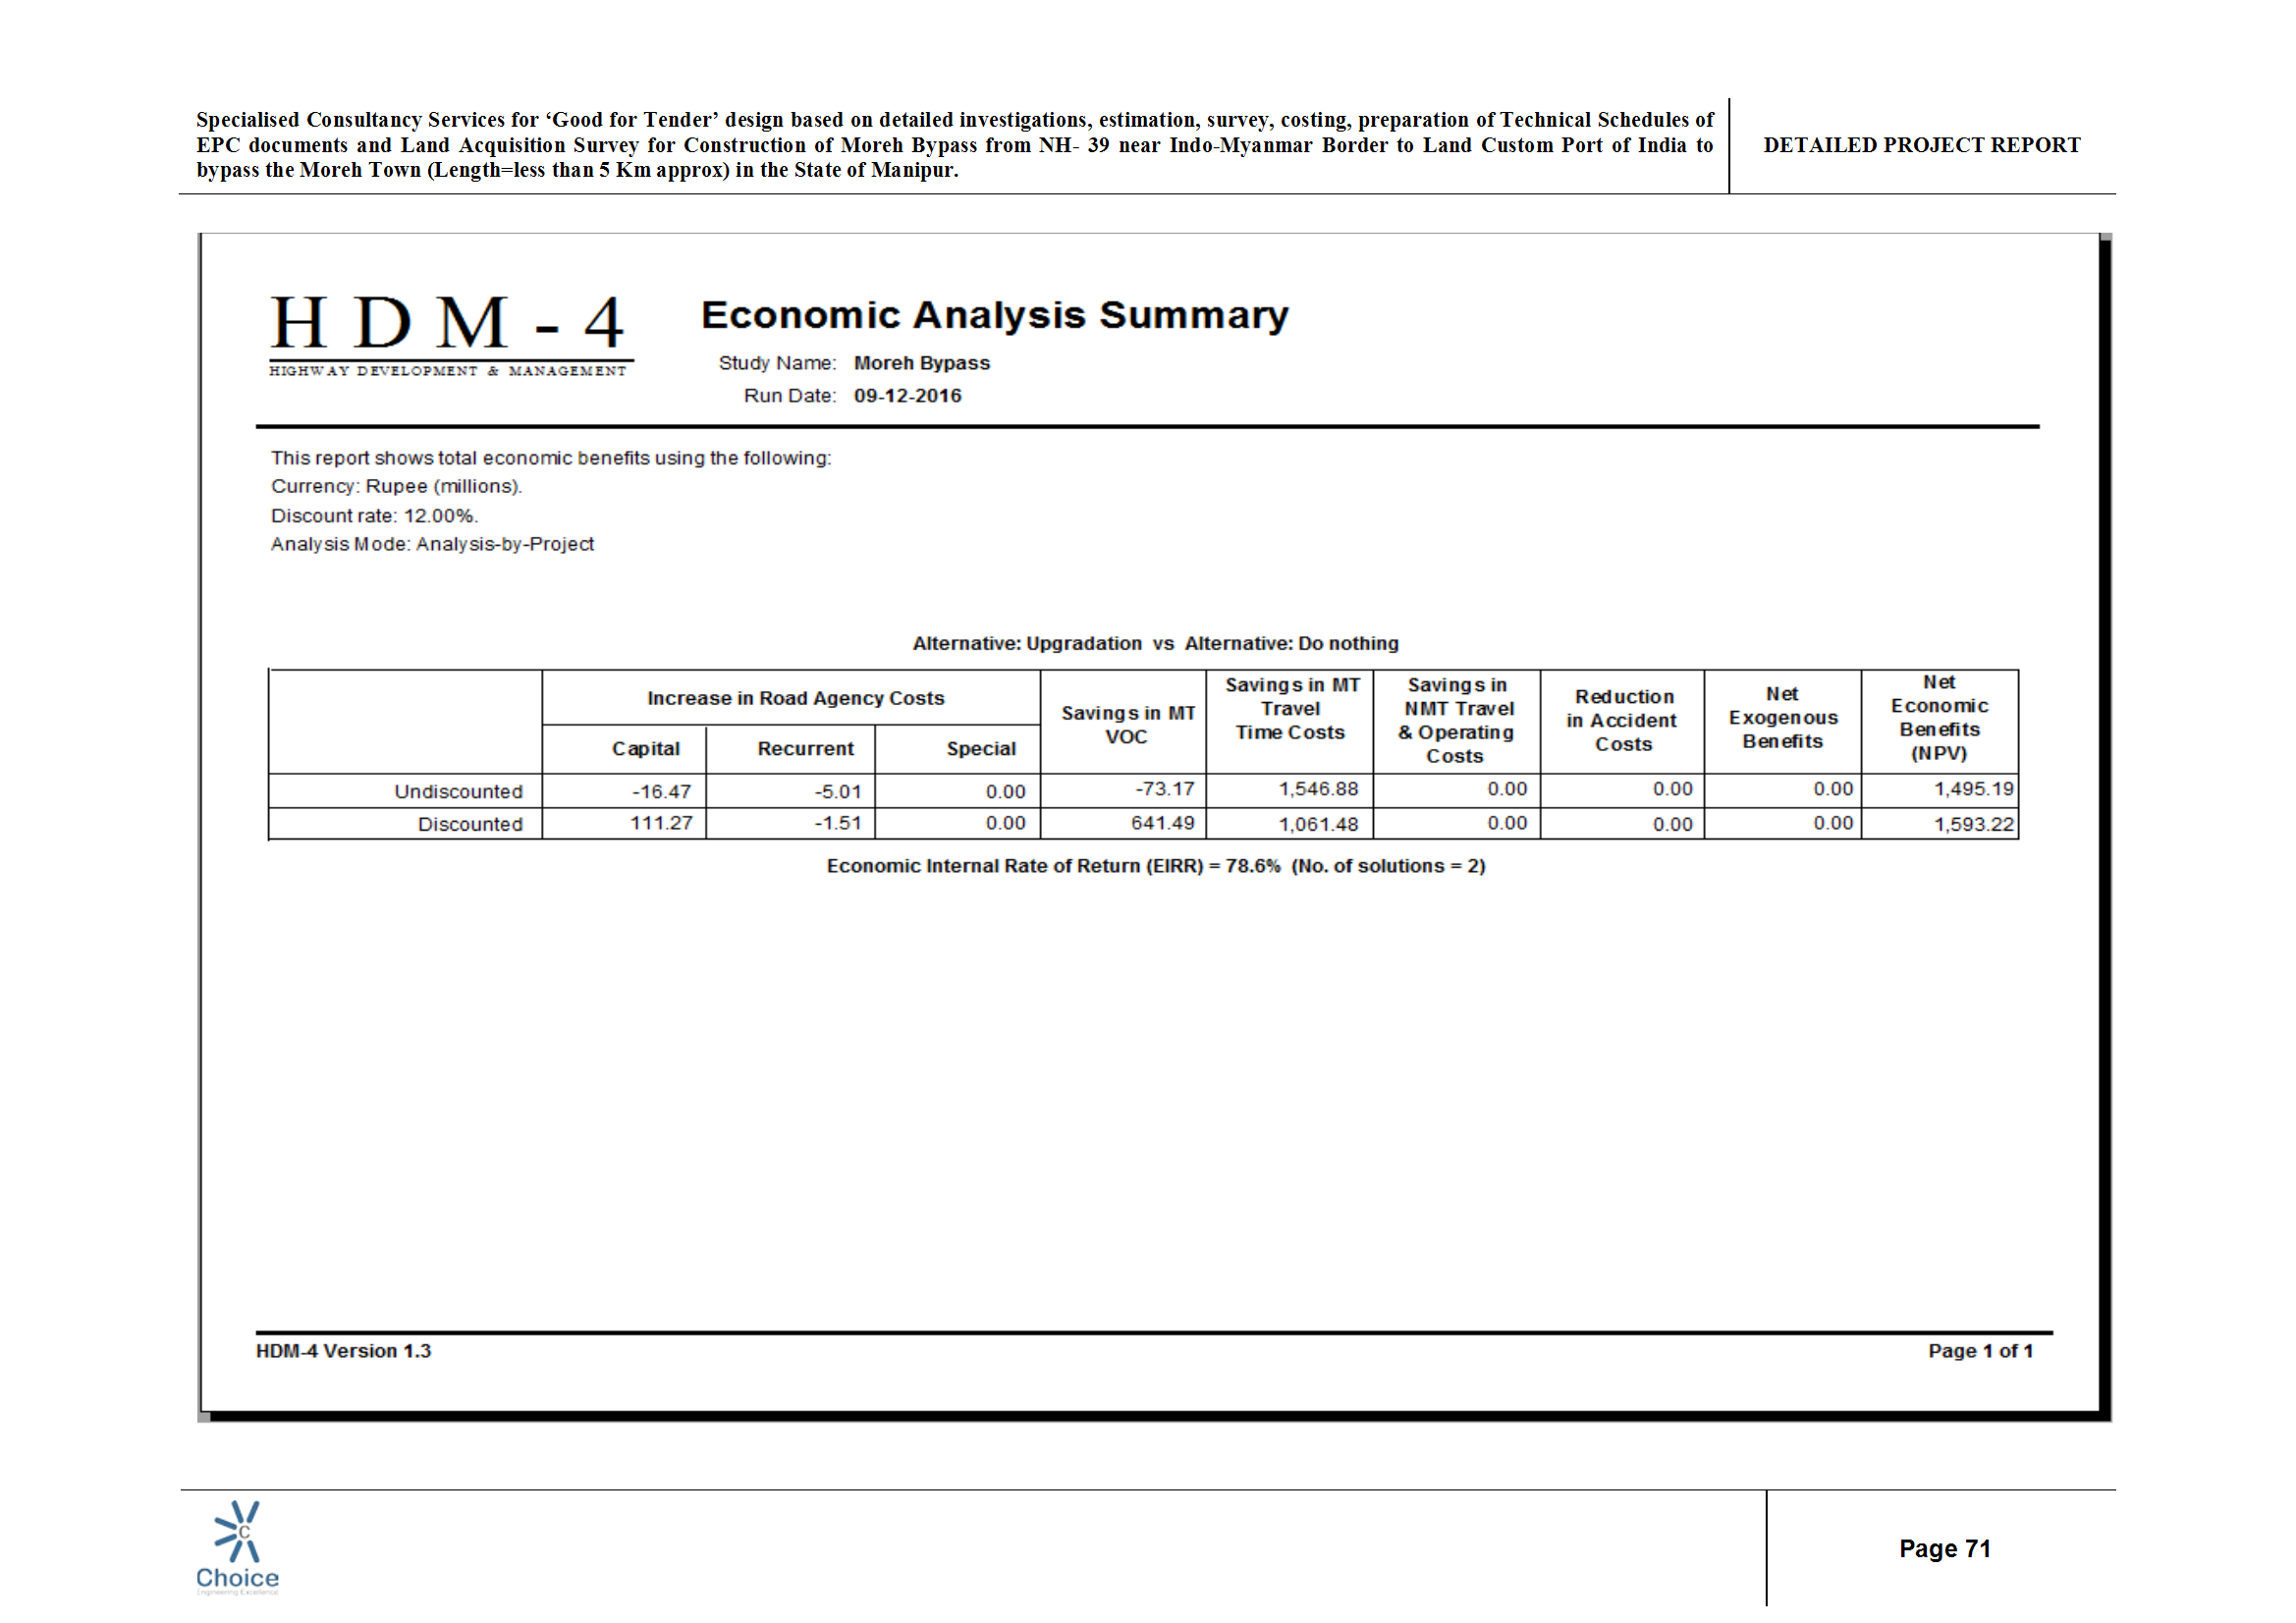 Specialised Consultancy Services for ‘Good for Tender’ design based on detailed investigations, estimation, survey, costing, preparation of Technical Schedules of
EPC documents and Land Acquisition Survey for Construction of Moreh Bypass from NH- 39 near Indo-Myanmar Border to Land Custom Port of India to
bypass the Moreh Town (Length=less than 5 Km approx) in the State of Manipur.
DETAILED PROJECT REPORT
HDM-4
HIGHWAY DEVELOPMENT & MANAGEMENT
Economic Analysis Summary
Study Name: Moreh Bypass
Run Date: 09-12-2016
This report shows total economic benefits using the following:
Currency: Rupee (millions).
Discount rate: 12.00%.
Analysis Mode: Analysis-by-Project
Alternative: Upgradation vs Alternative: Do nothing
Increase in Road Agency Costs
Capital Recurrent Special
Savings in MT
VOC
Savings in MT
Travel
Time Costs
Savings in
NMT Travel
& Operating
Costs
Reduction
in Accident
Costs
Net
Exogenous
Benefits
Net
Economic
Benefits
(NPV)
Undiscounted -16.47 -5.01 0.00 -73.17 1,546.88 0.00 0.00 0.00 1,495.19
Discounted 111.27 -1.51 0.00 641.49 1,061.48 0.00 0.00 0.00 1,593.22
Economic Internal Rate of Return (EIRR) = 78.6% (No. of solutions = 2)
HDM-4 Version 1.3
Page 1 of 1
C
Choice
Engineering Excellence
Page 71